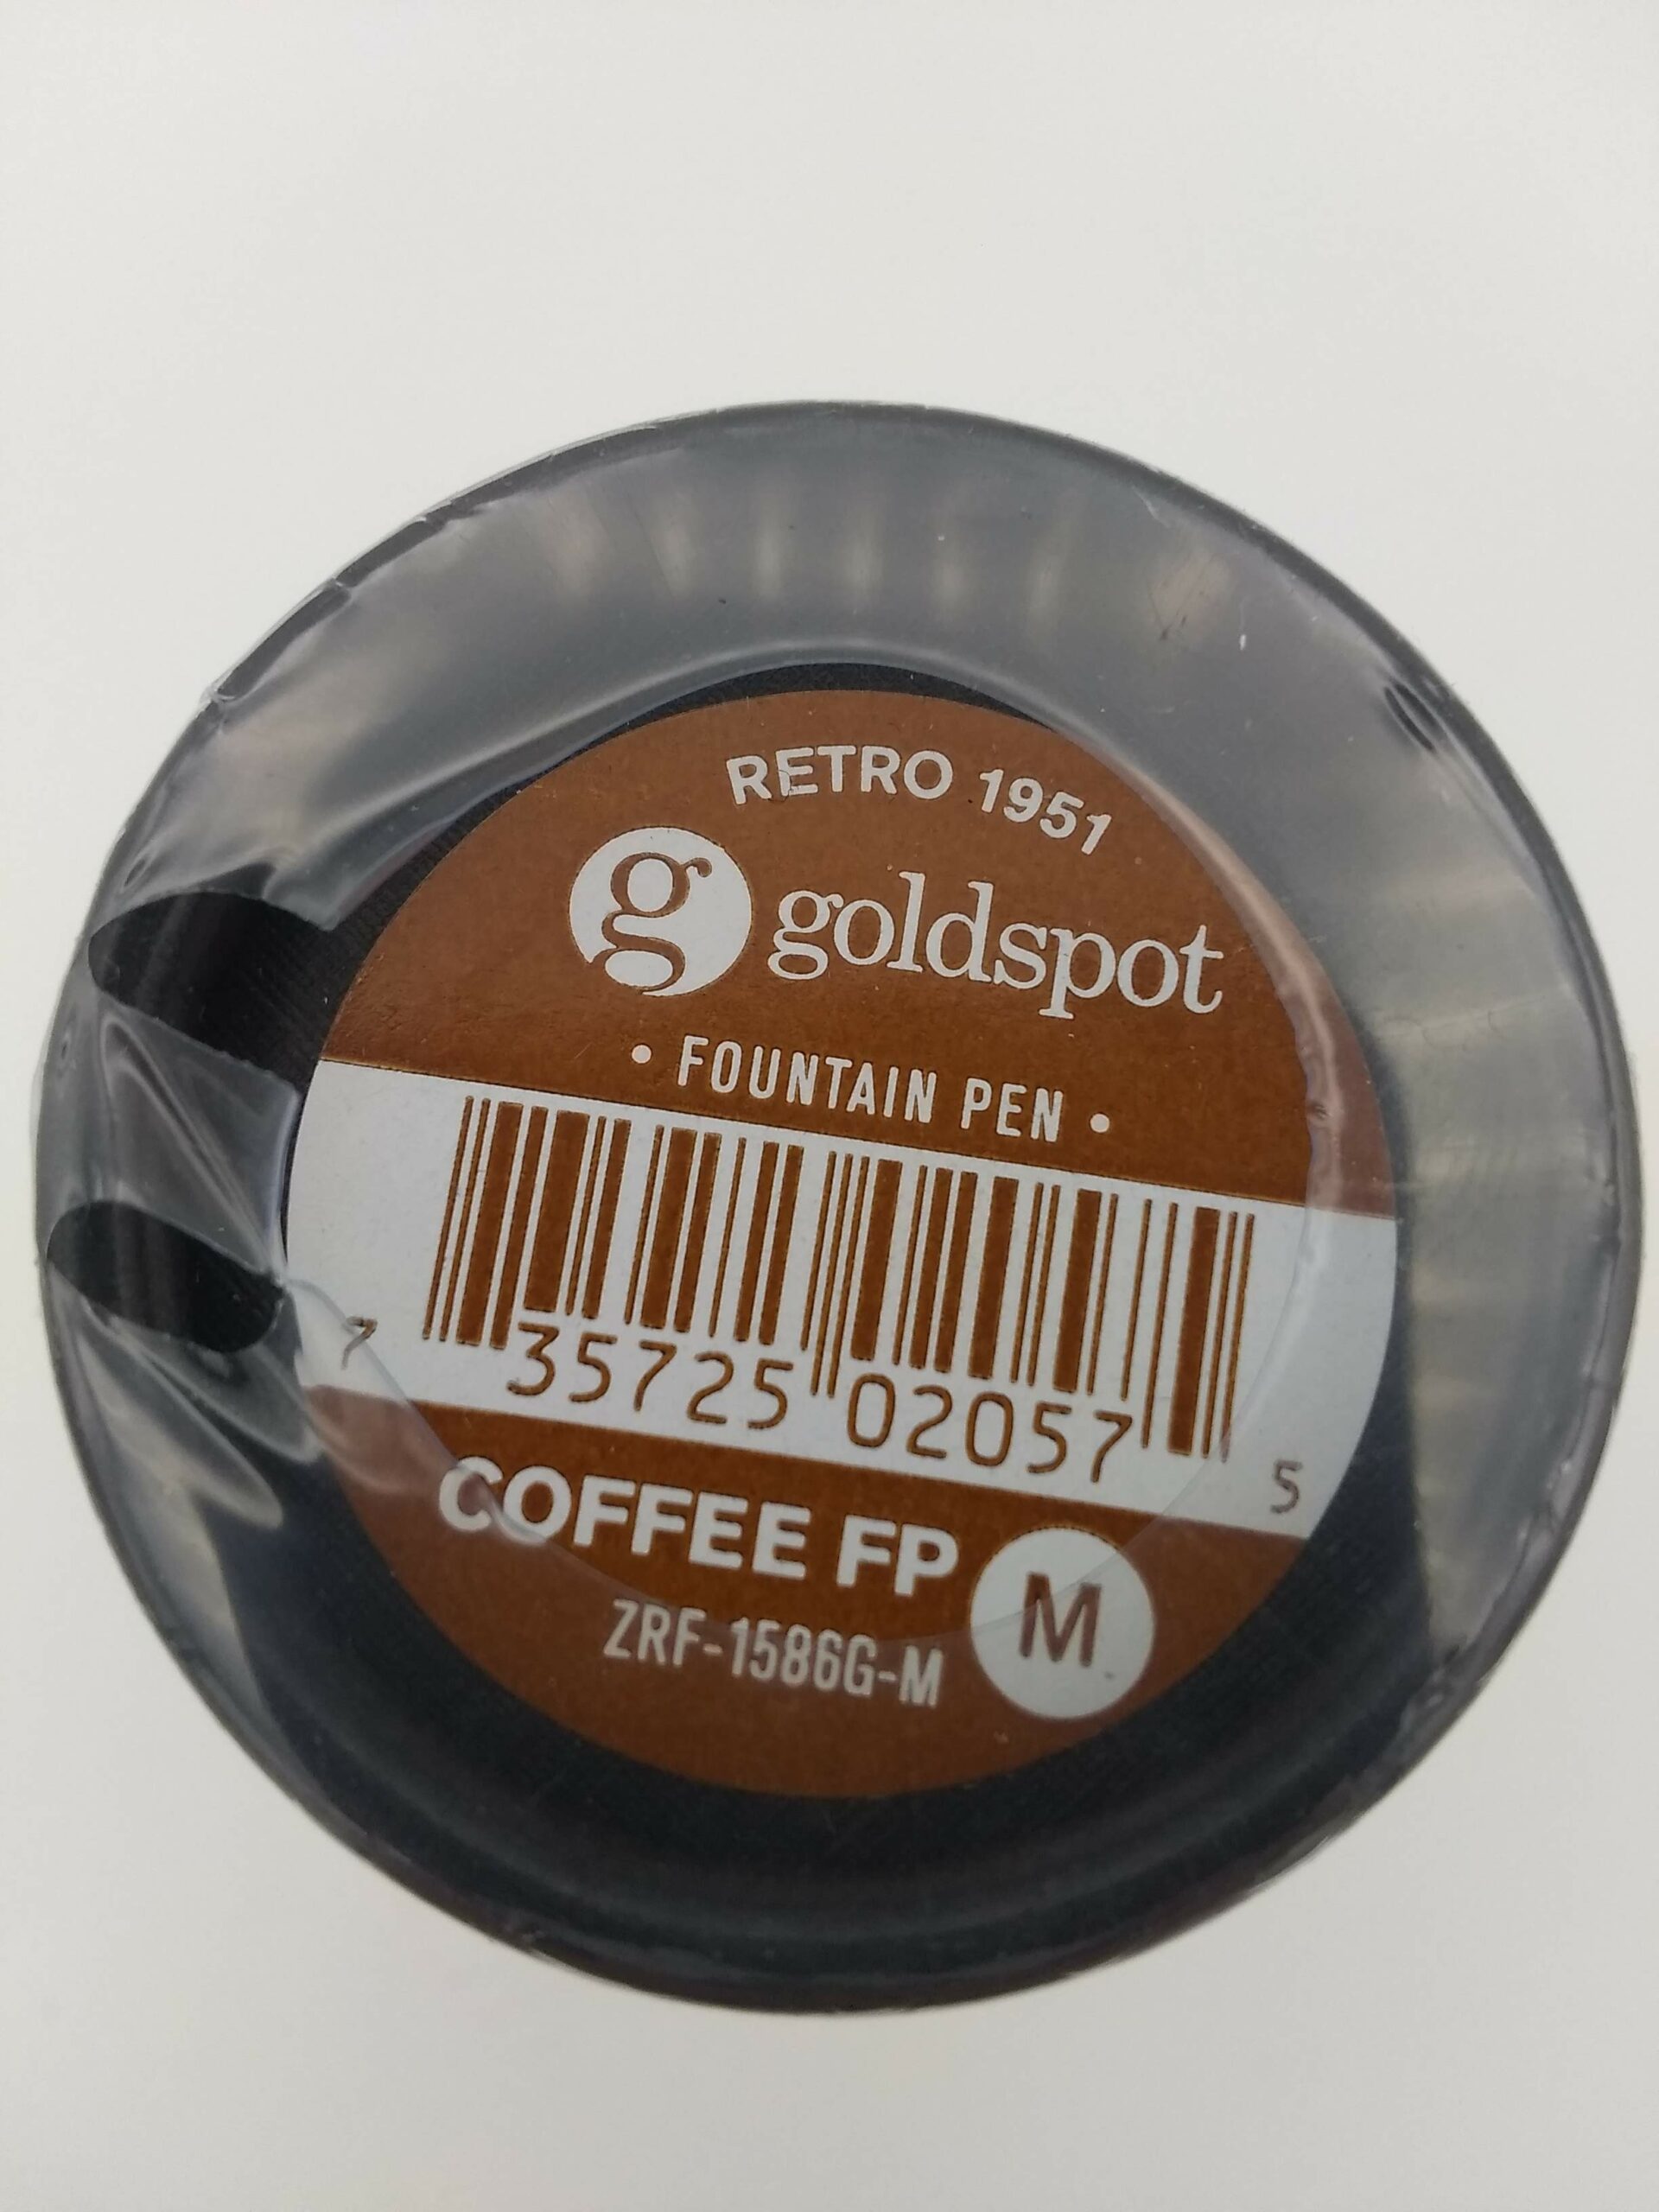 RETRO 1951
g goldspot
• FOUNTAIN PEN •
7 35725 02057 5
COFFEE FP M
ZRF-1586G-M